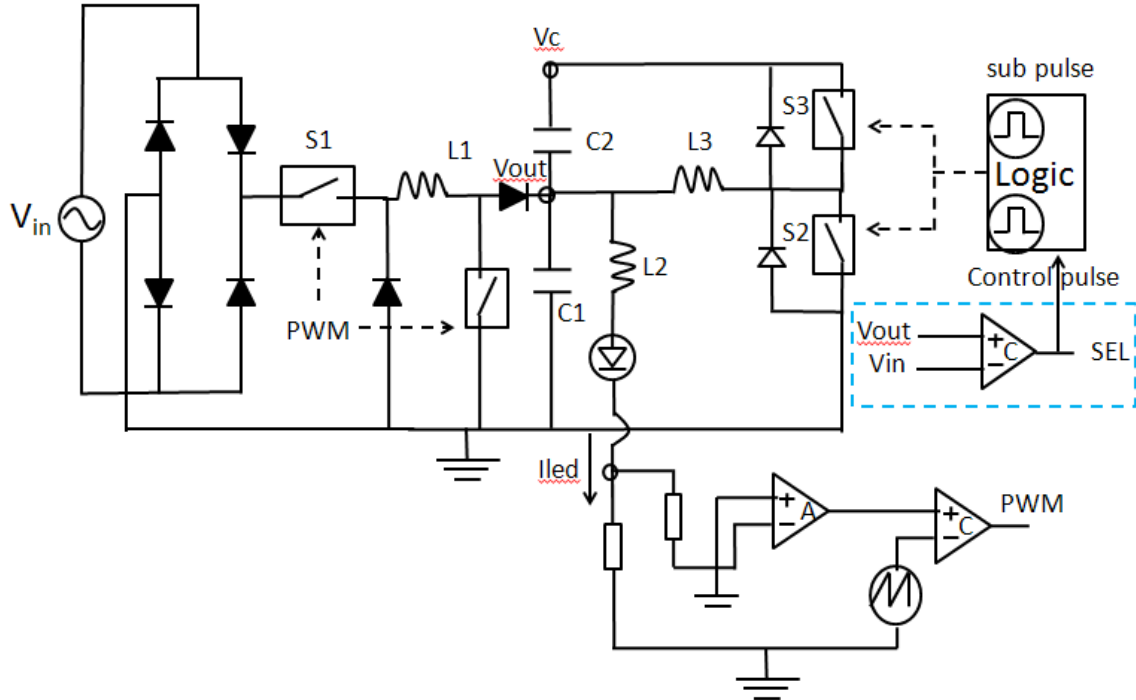 Vc
sub pulse
S1
L1
Vout
C2
L3
S3
Logic
Vin
S2
L2
Control pulse
PWM
C1
Vout
+
C
SEL
Vin
−
Iled
+
A
−
+
C
−
PWM